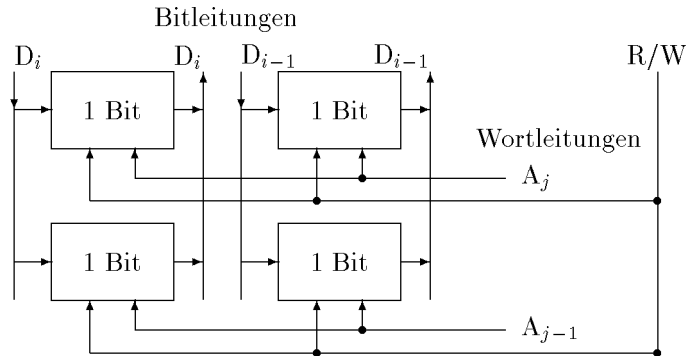 Bitleitungen
D_i D_i D_{i-1} D_{i-1} R/W
1 Bit 1 Bit
Wortleitungen
A_j
1 Bit 1 Bit
A_{j-1}